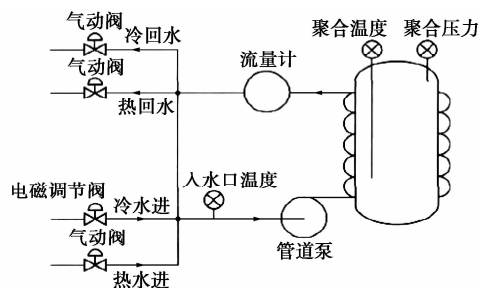 气动阀
冷回水
气动阀
热回水
流量计
聚合温度
聚合压力
电磁调节阀
冷水进
气动阀
热水进
入水口温度
管道泵